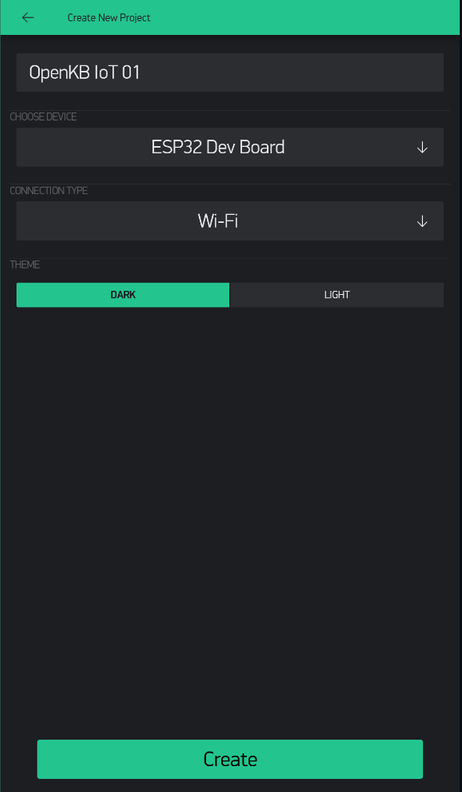 Create New Project
OpenKB IoT 01
CHOOSE DEVICE
ESP32 Dev Board
CONNECTION TYPE
Wi-Fi
THEME
DARK LIGHT
Create